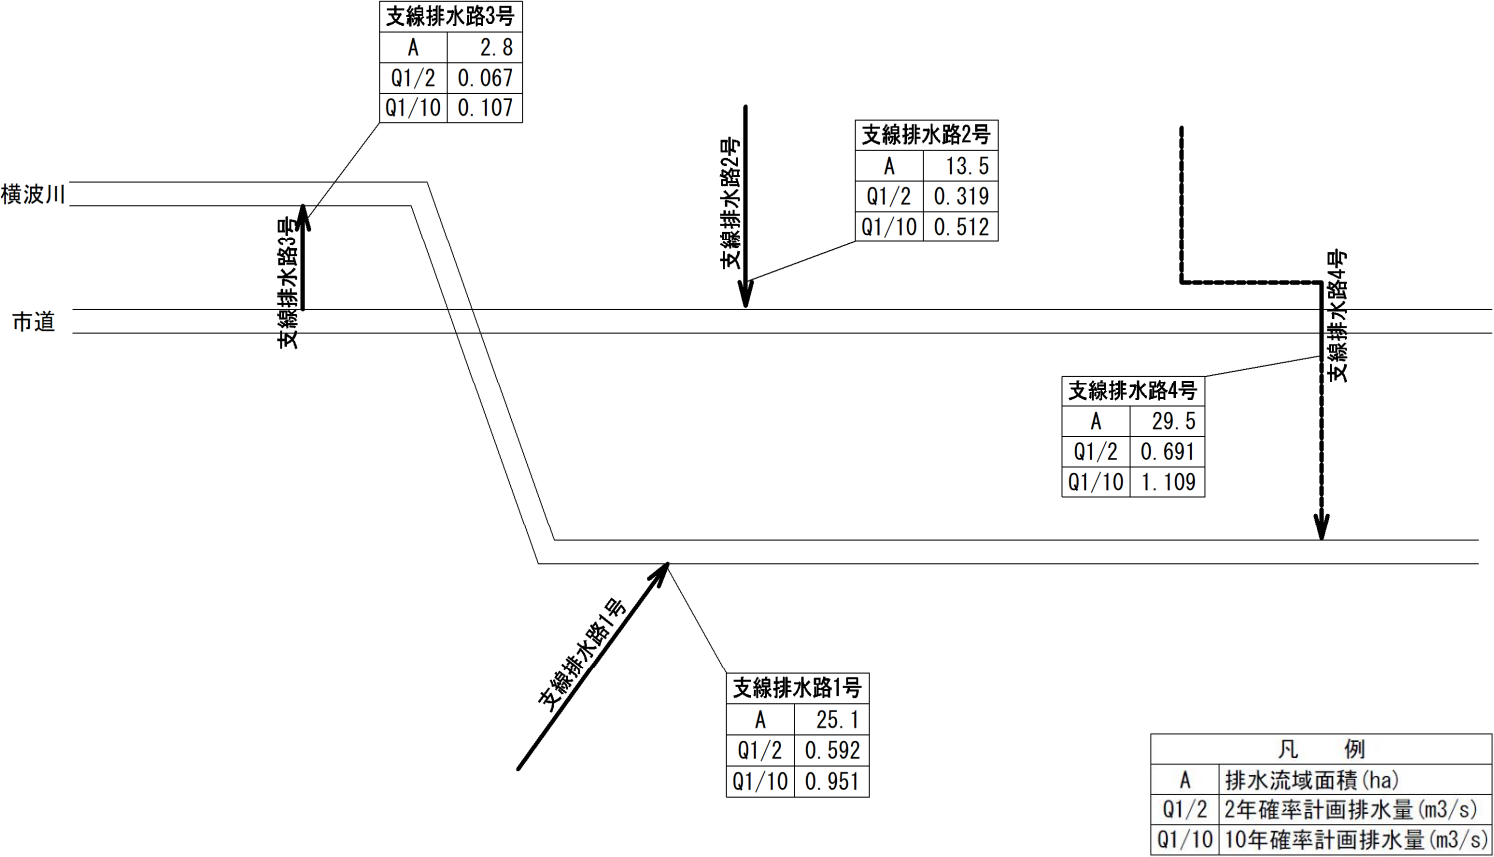 支線排水路3号
A 2.8
Q1/2 0.067
Q1/10 0.107
支線排水路2号
A 13.5
Q1/2 0.319
Q1/10 0.512
支線排水路2号
横波川
支線排水路3号
市道
支線排水路4号
支線排水路4号
A 29.5
Q1/2 0.691
Q1/10 1.109
支線排水路1号
支線排水路1号
A 25.1
Q1/2 0.592
Q1/10 0.951
凡 例
A 排水流域面積(ha)
Q1/2 2年確率計画排水量(m3/s)
Q1/10 10年確率計画排水量(m3/s)